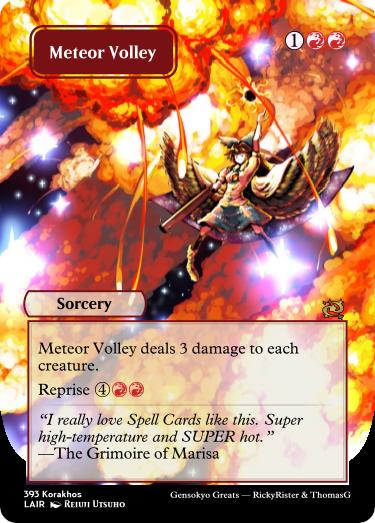 Meteor Volley
1
Sorcery
Meteor Volley deals 3 damage to each
creature.
Reprise 4
“I really love Spell Cards like this. Super
high-temperature and SUPER hot.”
—The Grimoire of Marisa
393 Korakhos
Gensokyo Greats — RickyRister & ThomasG
LAIR Reiuji Utsuho